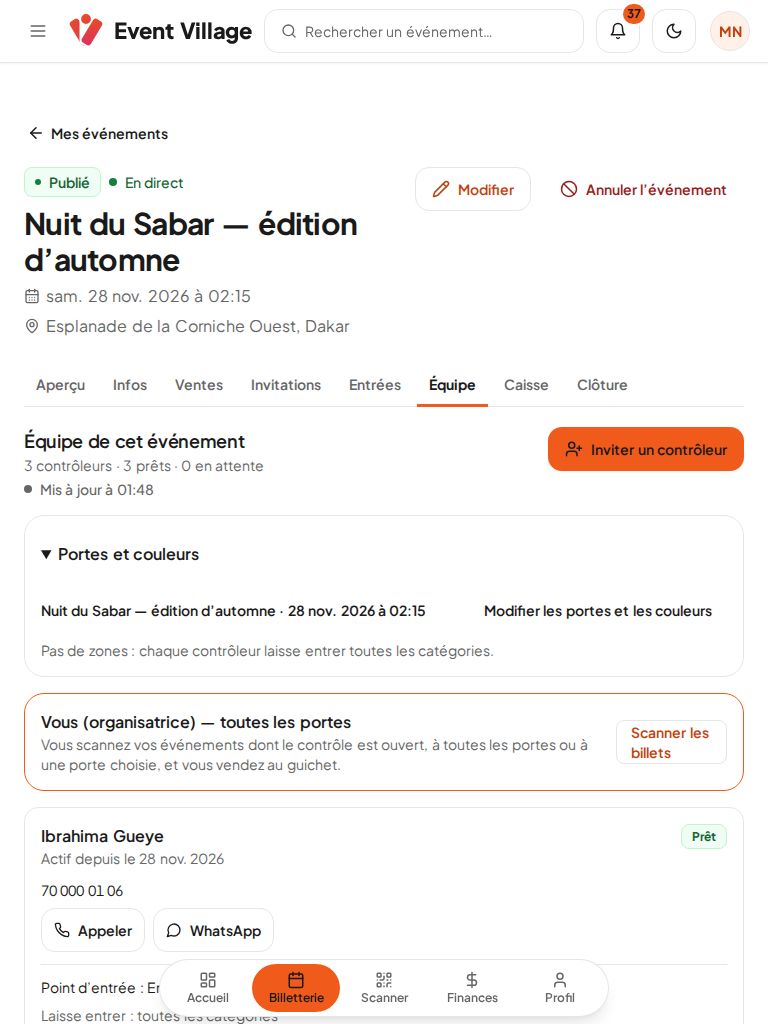 Event Village
Rechercher un événement…
37
MN
Mes événements
Publié
En direct
Modifier
Annuler l’événement
Nuit du Sabar — édition
d’automne
sam. 28 nov. 2026 à 02:15
Esplanade de la Corniche Ouest, Dakar
Aperçu
Infos
Ventes
Invitations
Entrées
Équipe
Caisse
Clôture
Équipe de cet événement
3 contrôleurs · 3 prêts · 0 en attente
Mis à jour à 01:48
Inviter un contrôleur
Portes et couleurs
Nuit du Sabar — édition d’automne · 28 nov. 2026 à 02:15
Modifier les portes et les couleurs
Pas de zones : chaque contrôleur laisse entrer toutes les catégories.
Vous (organisatrice) — toutes les portes
Vous scannez vos événements dont le contrôle est ouvert, à toutes les portes ou à
une porte choisie, et vous vendez au guichet.
Scanner les
billets
Ibrahima Gueye
Prêt
Actif depuis le 28 nov. 2026
70 000 01 06
Appeler
WhatsApp
Point d’entrée :
Laisse entrer : toutes les catégories
Accueil
Billetterie
Scanner
Finances
Profil